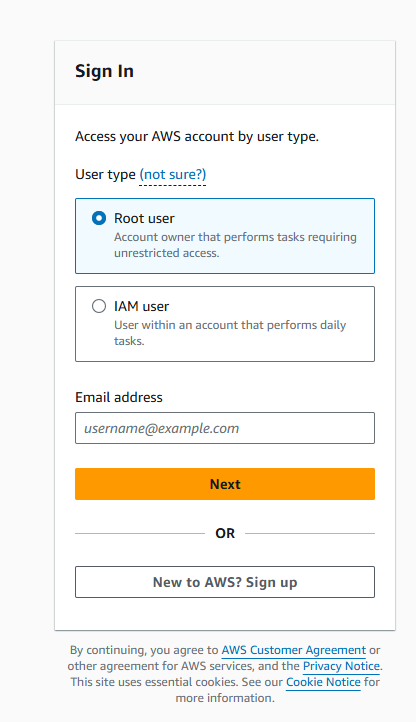 Sign In
Access your AWS account by user type.
User type (not sure?)
Root user
Account owner that performs tasks requiring
unrestricted access.
IAM user
User within an account that performs daily
tasks.
Email address
username@example.com
Next
OR
New to AWS? Sign up
By continuing, you agree to AWS Customer Agreement or
other agreement for AWS services, and the Privacy Notice.
This site uses essential cookies. See our Cookie Notice for
more information.